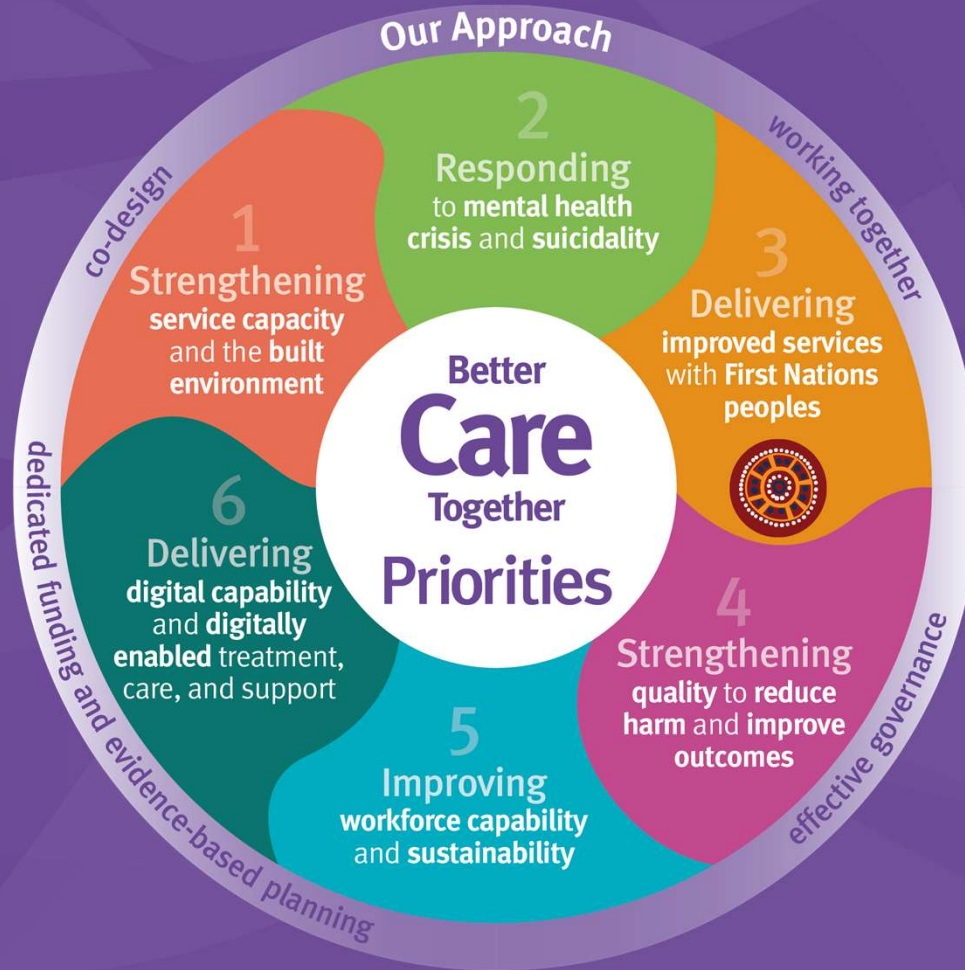 Our Approach
co-design
working together
effective governance
dedicated funding and evidence-based planning
Better
Care
Together
Priorities
1
Strengthening
service capacity
and the built
environment
2
Responding
to mental health
crisis and suicidality
3
Delivering
improved services
with First Nations
peoples
4
Strengthening
quality to reduce
harm and improve
outcomes
5
Improving
workforce capability
and sustainability
6
Delivering
digital capability
and digitally
enabled treatment,
care, and support